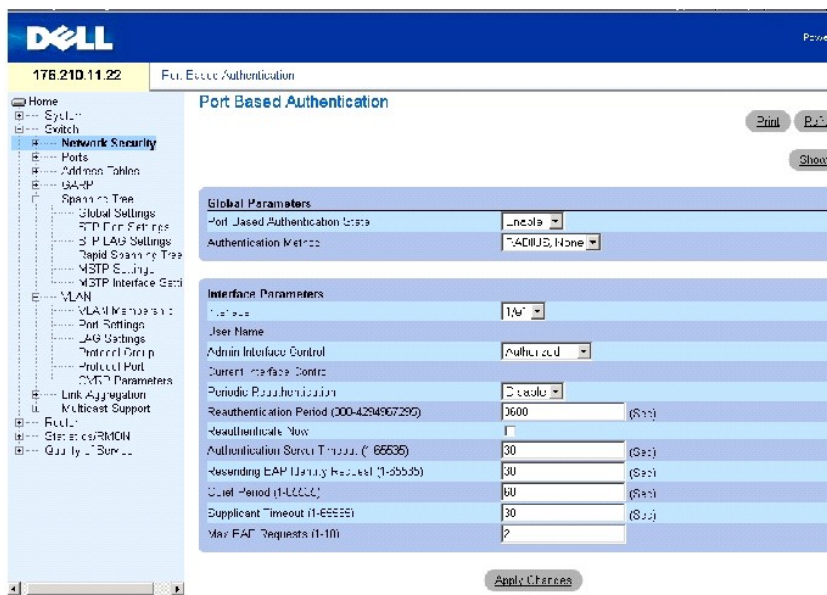 DELL
Powe
176.210.11.22
Port Based Authentication
Home
System
Switch
Network Security
Ports
Address Tables
GARP
Spanning Tree
Global Settings
STP Port Settings
STP LAG Settings
Rapid Spanning Tree
MSTP Settings
MSTP Interface Setti
VLAN
VLAN Membership
Port Settings
LAG Settings
Protocol Group
Protocol Port
GVRP Parameters
Link Aggregation
Multicast Support
Router
Statistics/RMON
Quality of Service
Port Based Authentication
Print
Refr
Show
Global Parameters
Port Based Authentication State
Enable
Authentication Method
RADIUS, None
Interface Parameters
Interface
1/e1
User Name
Admin Interface Control
Authorized
Current Interface Control
Periodic Reauthentication
Disable
Reauthentication Period (300-4294967295)
3600
(Sec)
Reauthenticate Now
Authentication Server Timeout (1-65535)
30
(Sec)
Resending EAP Identity Request (1-65535)
30
(Sec)
Quiet Period (1-65535)
60
(Sec)
Supplicant Timeout (1-65535)
30
(Sec)
Max EAP Requests (1-10)
2
Apply Changes